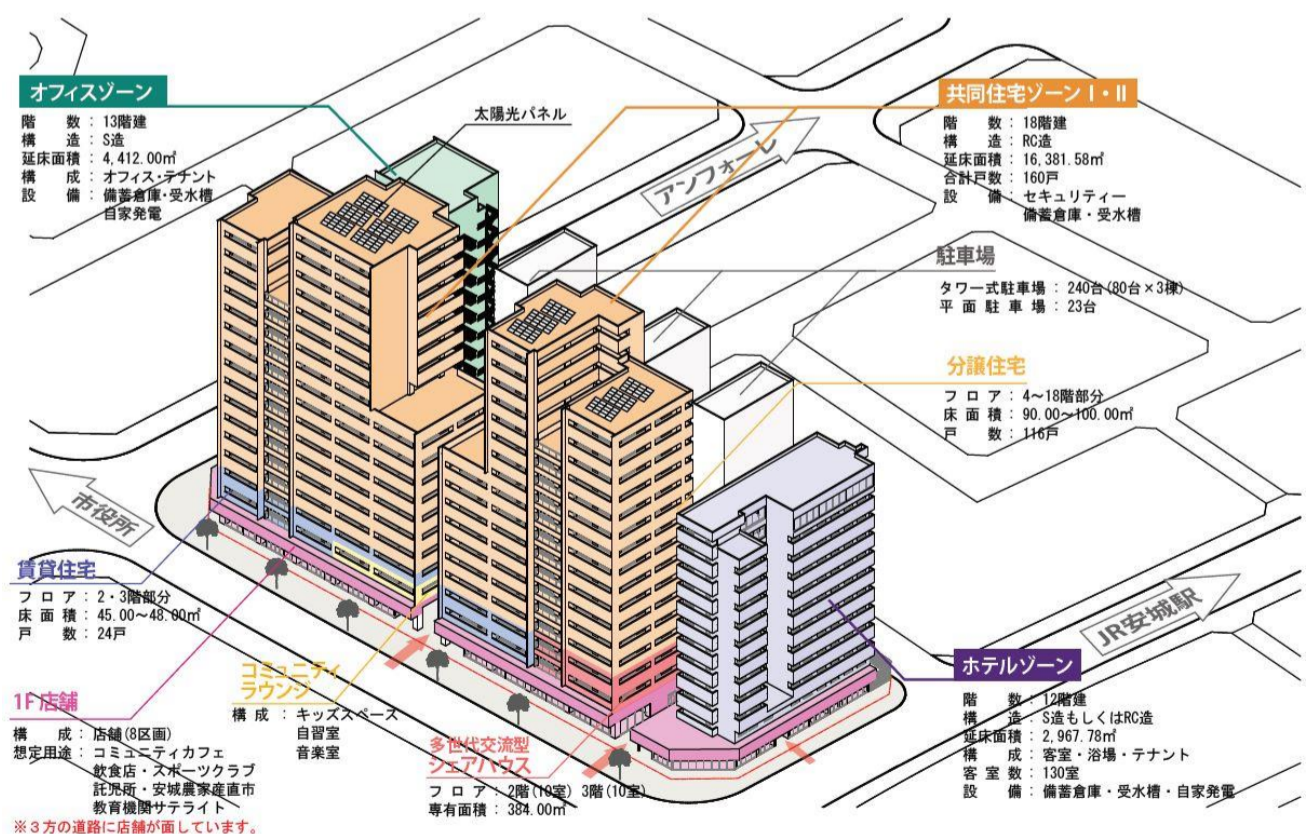 オフィスゾーン
階　　数：13階建
構　　造：S造
延床面積：4,412.00㎡
構　　成：オフィス・テナント
設　　備：備蓄倉庫・受水槽
自家発電
太陽光パネル
アンフォーレ
共同住宅ゾーン Ⅰ・Ⅱ
階　　数：18階建
構　　造：RC造
延床面積：16,381.58㎡
合計戸数：160戸
設　　備：セキュリティー
備蓄倉庫・受水槽
駐車場
タワー式駐車場：240台(80台×3棟)
平面駐車場：23台
分譲住宅
フロア：4～18階部分
床面積：90.00～100.00㎡
戸　　数：116戸
市役所
賃貸住宅
フロア：2・3階部分
床面積：45.00～48.00㎡
戸　　数：24戸
1F店舗
構　　成：店舗(8区画)
想定用途：コミュニティカフェ
飲食店・スポーツクラブ
託児所・安城農家産直市
教育機関サテライト
※３方の道路に店舗が面しています。
コミュニティ
ラウンジ
構成：キッズスペース
自習室
音楽室
多世代交流型
シェアハウス
フロア：2階(10室) 3階(10室)
専有面積：384.00㎡
JR安城駅
ホテルゾーン
階　　数：12階建
構　　造：S造もしくはRC造
延床面積：2,967.78㎡
構　　成：客室・浴場・テナント
客室数：130室
設　　備：備蓄倉庫・受水槽・自家発電